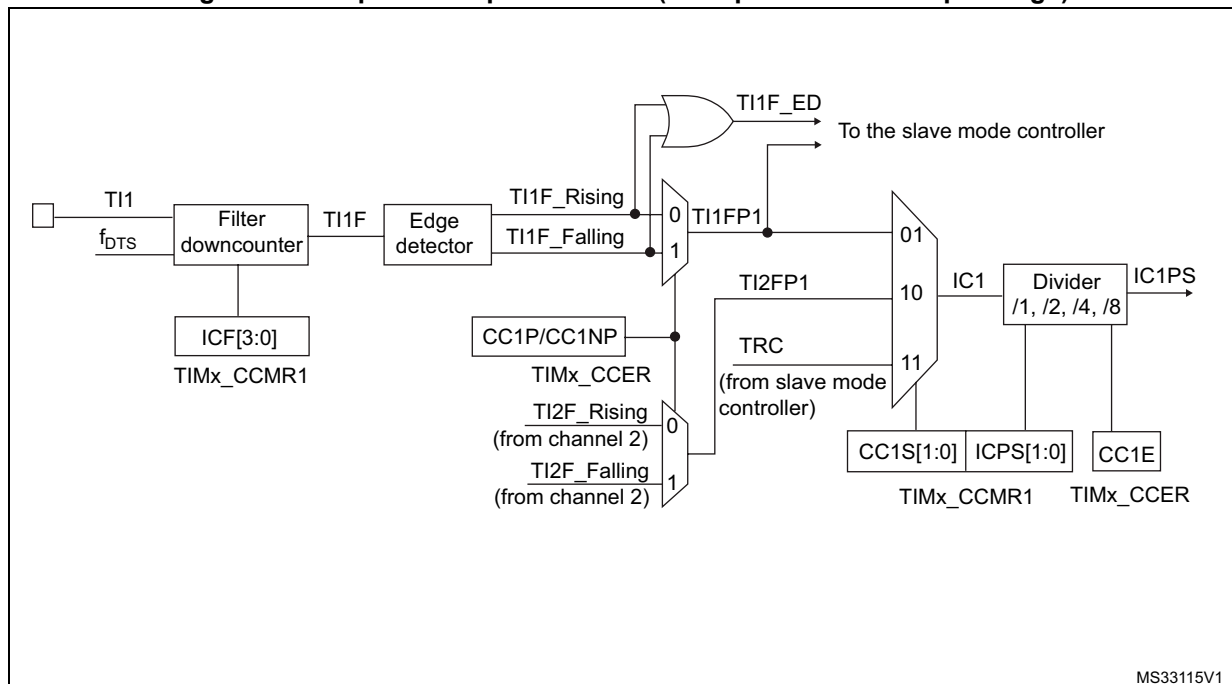 TI1F_ED
To the slave mode controller
TI1
f_DTS
Filter
downcounter
TI1F
Edge
detector
TI1F_Rising
TI1F_Falling
0
1
TI1FP1
01
10
11
TI2FP1
TRC
(from slave mode
controller)
IC1
Divider
/1, /2, /4, /8
IC1PS
ICF[3:0]
TIMx_CCMR1
CC1P/CC1NP
TIMx_CCER
TI2F_Rising
(from channel 2)
TI2F_Falling
(from channel 2)
0
1
CC1S[1:0]
ICPS[1:0]
CC1E
TIMx_CCMR1
TIMx_CCER
MS33115V1